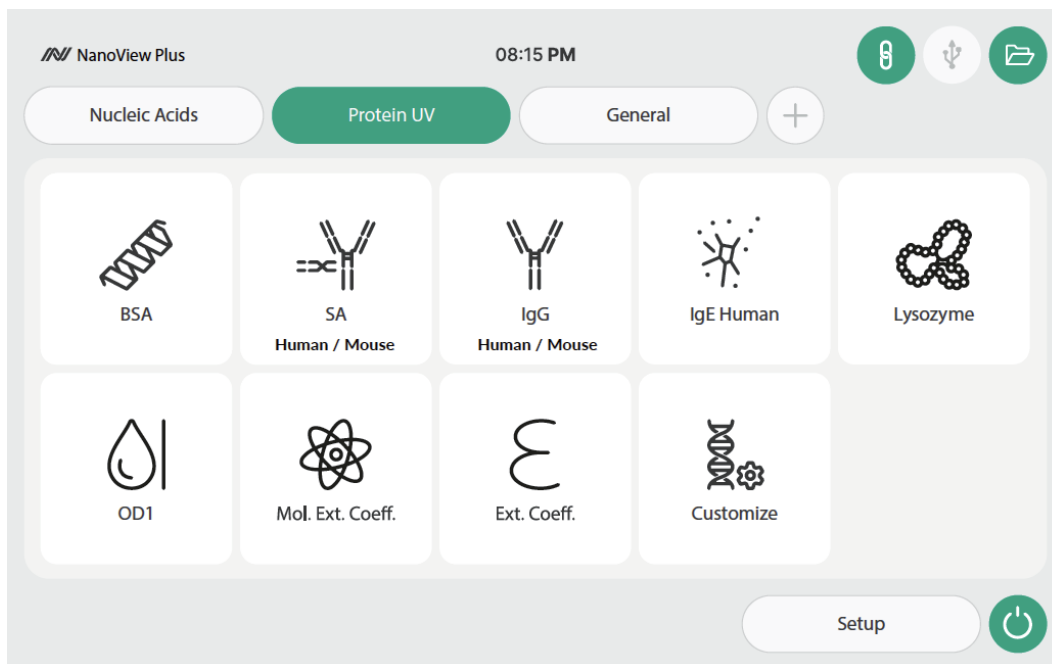 NanoView Plus
08:15 PM
Nucleic Acids
Protein UV
General
BSA
SA
Human / Mouse
IgG
Human / Mouse
IgE Human
Lysozyme
OD1
Mol. Ext. Coeff.
Ext. Coeff.
Customize
Setup